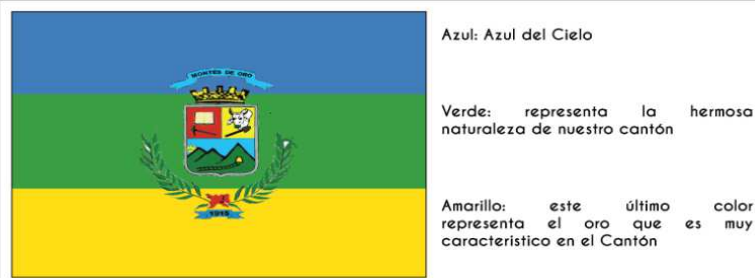 MONTES DE ORO
1915
Azul: Azul del Cielo
Verde: representa la hermosa
naturaleza de nuestro cantón
Amarillo: este último color
representa el oro que es muy
caracteristico en el Cantón